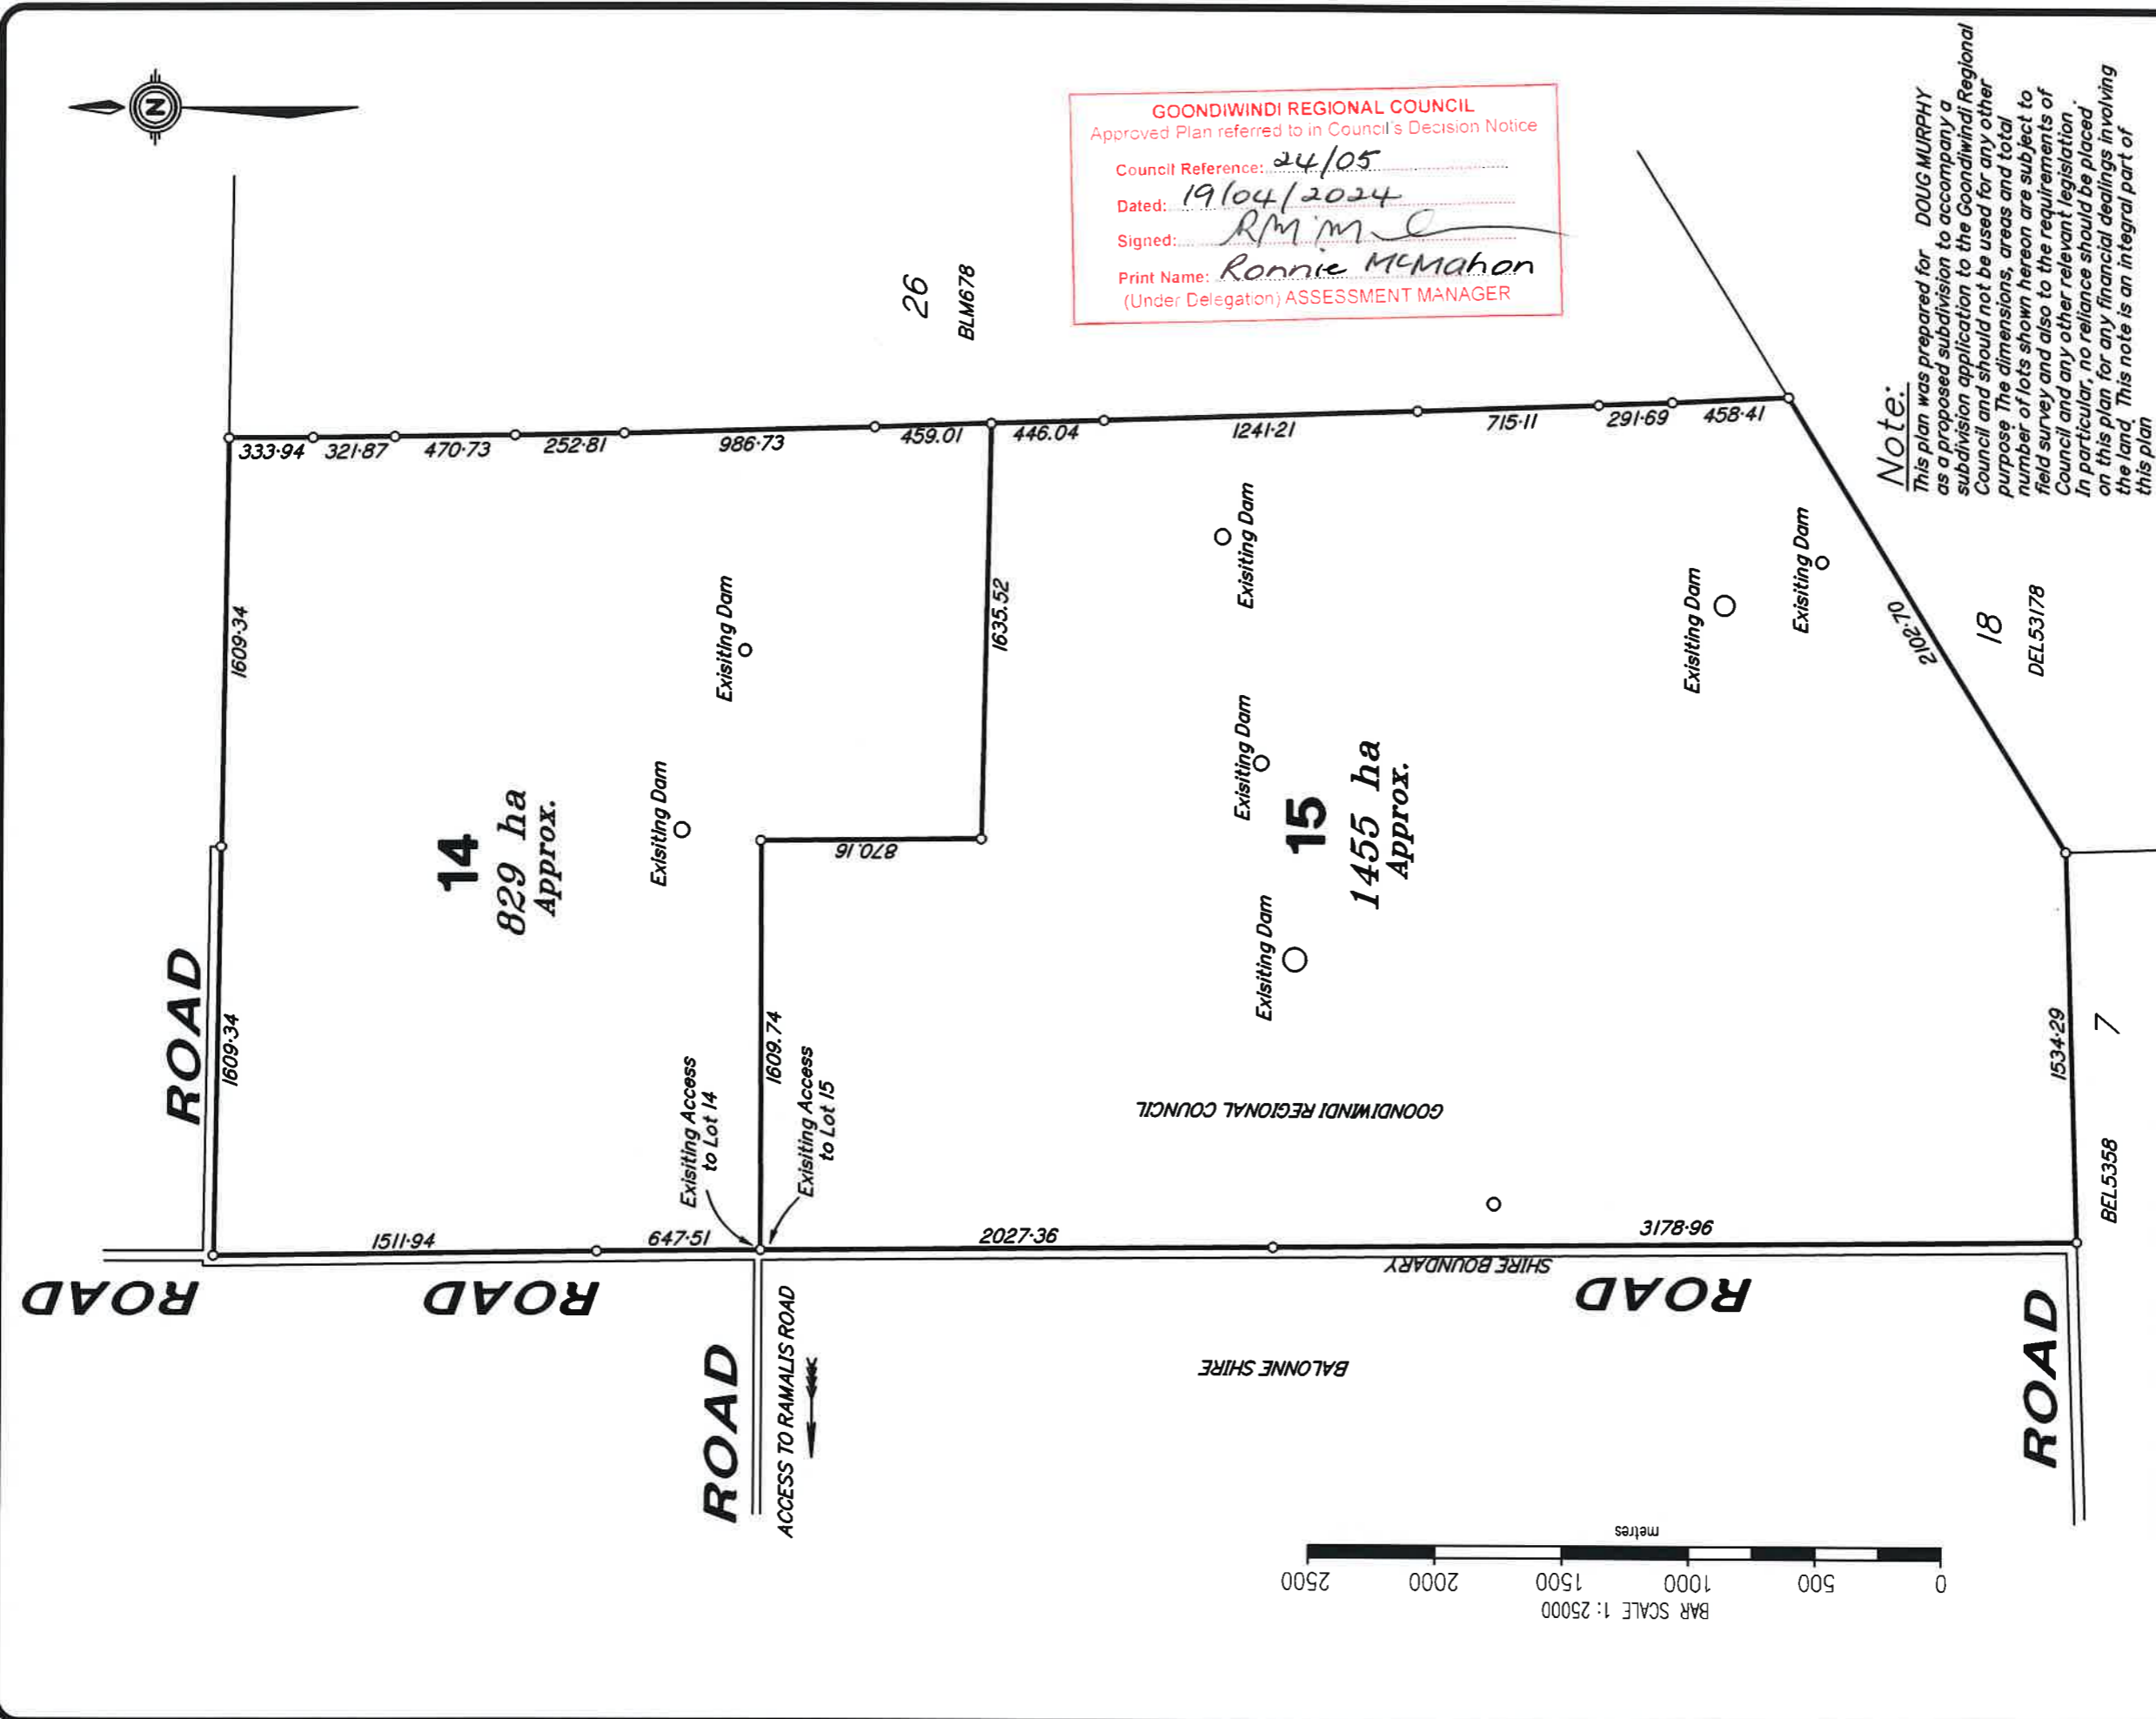 N
GOONDIWINDI REGIONAL COUNCIL
Approved Plan referred to in Council's Decision Notice
Council Reference: 24/05
Dated: 19/04/2024
Signed:
Print Name: Ronnie McMahon
(Under Delegation) ASSESSMENT MANAGER
26
BLM678
333·94
321·87
470·73
252·81
986·73
459.01
446.04
1241·21
715·11
291·69
458·41
1609·34
1609·34
ROAD
14
829 ha
Approx.
Exisiting Dam
Exisiting Dam
1635.52
870.16
1609.74
Exisiting Access
to Lot 14
Exisiting Access
to Lot 15
Exisiting Dam
Exisiting Dam
Exisiting Dam
15
1455 ha
Approx.
Exisiting Dam
Exisiting Dam
2102·70
18
DEL53178
1534·29
7
BEL5358
GOONDIWINDI REGIONAL COUNCIL
1511·94
647·51
2027·36
3178·96
SHIRE BOUNDARY
ROAD
ROAD
ROAD
ROAD
ROAD
ACCESS TO RAMALIS ROAD
BALONNE SHIRE
metres
0 500 1000 1500 2000 2500
BAR SCALE 1:25000
Note:
This plan was prepared for DOUG MURPHY
as a proposed subdivision to accompany a
subdivision application to the Goondiwindi Regional
Council and should not be used for any other
purpose. The dimensions, areas and total
number of lots shown hereon are subject to
field survey and also to the requirements of
Council and any other relevant legislation.
In particular, no reliance should be placed
on this plan for any financial dealings involving
the land. This note is an integral part of
this plan